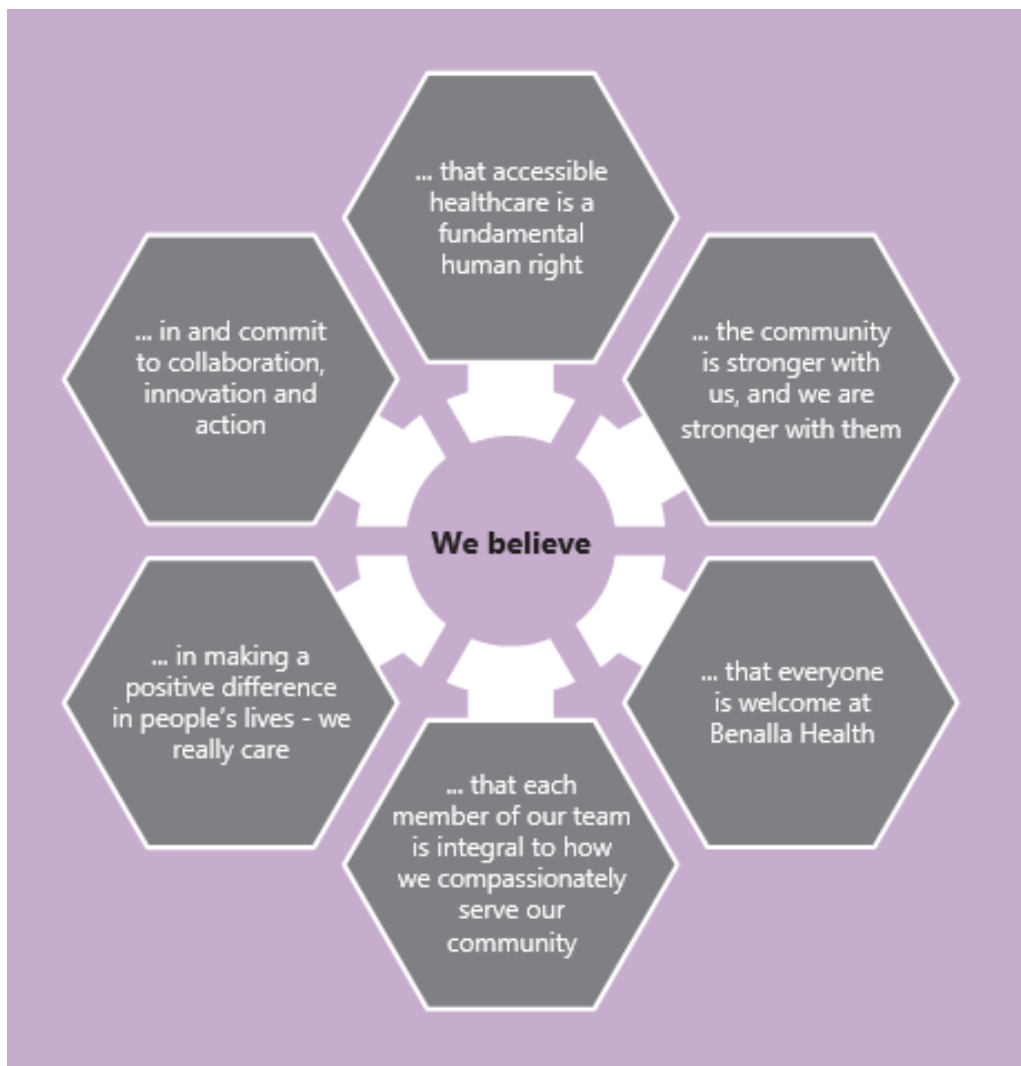 ... that accessible
healthcare is a
fundamental
human right
... in and commit
to collaboration,
innovation and
action
... the community
is stronger with
us, and we are
stronger with them
We believe
... in making a
positive difference
in people's lives - we
really care
... that everyone
is welcome at
Benalla Health
... that each
member of our team
is integral to how
we compassionately
serve our
community